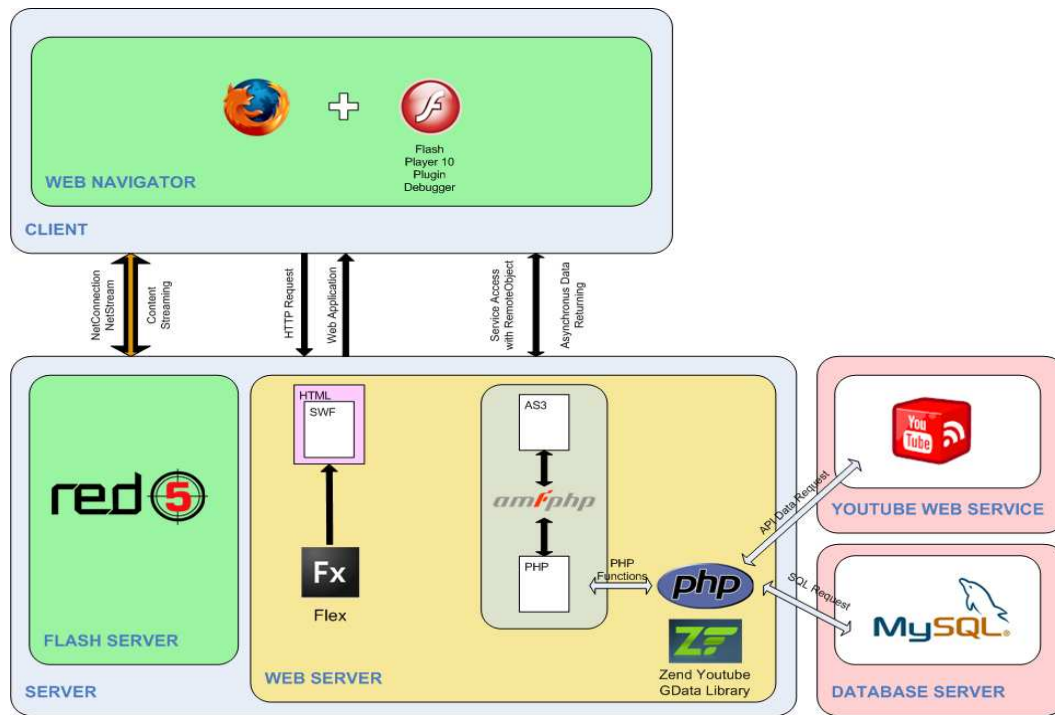 Flash
Player 10
Plugin
Debugger
WEB NAVIGATOR
CLIENT
NetConnection
NetStream
Content
Streaming
HTTP Request
Web Application
Service Access
with RemoteObject
Asynchronus Data
Returning
HTML
SWF
AS3
You
Tube
red5
amfphp
API Data Request
YOUTUBE WEB SERVICE
Fx
Flex
PHP
PHP
Functions
php
SQL Request
MySQL®
ZF
Zend Youtube
GData Library
FLASH SERVER
WEB SERVER
SERVER
DATABASE SERVER